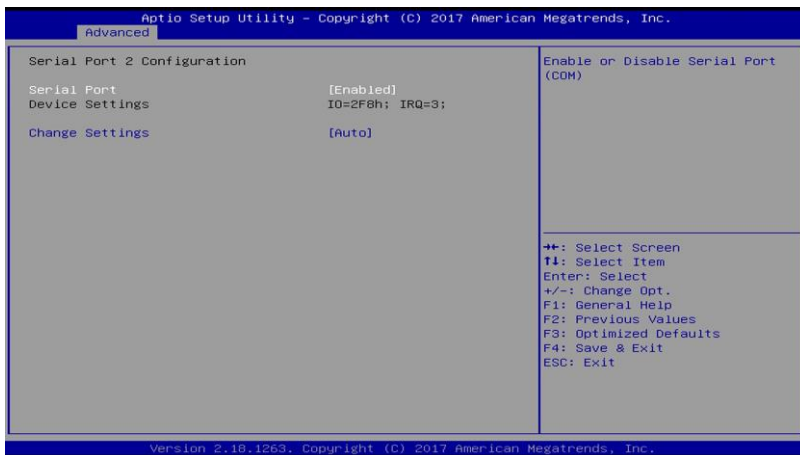 Aptio Setup Utility – Copyright (C) 2017 American Megatrends, Inc.
Advanced
Serial Port 2 Configuration
Serial Port [Enabled]
Device Settings IO=2F8h; IRQ=3;
Change Settings [Auto]
Enable or Disable Serial Port
(COM)
→←: Select Screen
↑↓: Select Item
Enter: Select
+/-: Change Opt.
F1: General Help
F2: Previous Values
F3: Optimized Defaults
F4: Save & Exit
ESC: Exit
Version 2.18.1263. Copyright (C) 2017 American Megatrends, Inc.